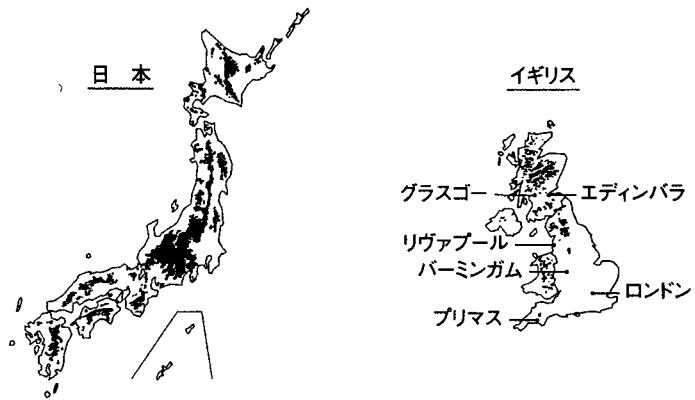 日本
イギリス
グラスゴー
エディンバラ
リヴァプール
バーミンガム
ロンドン
プリマス